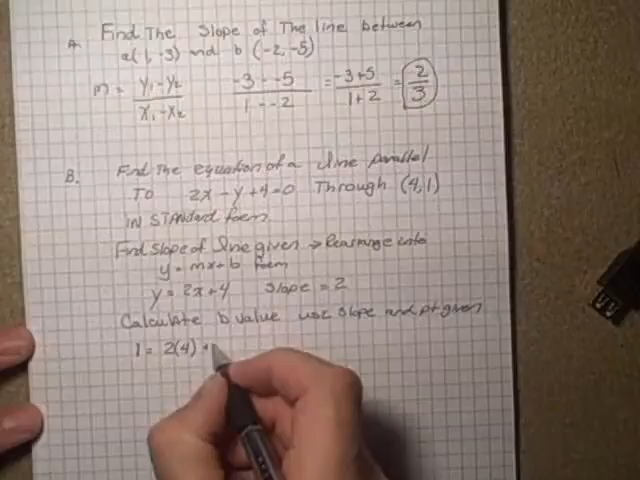 A. Find The Slope of The line between
a(1,-3) and b (-2,-5)
m = y₁-y₂ / x₁-x₂   -3 - -5 / 1 - -2 = -3+5 / 1+2 = 2/3
B. Find The equation of a line parallel
TO 2x - y + 4 = 0 Through (4,1)
IN STANDARD form.
Find slope of line given → Rearrange into
y = mx + b form
y = 2x + 4   Slope = 2
Calculate b value use slope and pt given
1 = 2(4) +